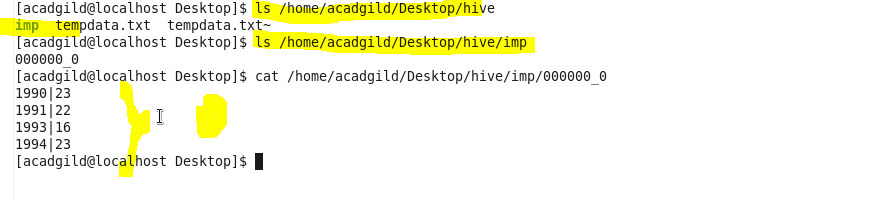 [acadgild@localhost Desktop]$ ls /home/acadgild/Desktop/hive
imp  tempdata.txt  tempdata.txt~
[acadgild@localhost Desktop]$ ls /home/acadgild/Desktop/hive/imp
000000_0
[acadgild@localhost Desktop]$ cat /home/acadgild/Desktop/hive/imp/000000_0
1990|23
1991|22
1993|16
1994|23
[acadgild@localhost Desktop]$